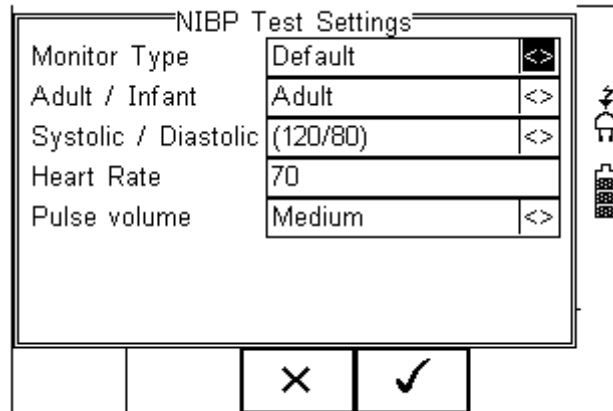 NIBP Test Settings
Monitor Type Default <>
Adult / Infant Adult <>
Systolic / Diastolic (120/80) <>
Heart Rate 70
Pulse volume Medium <>